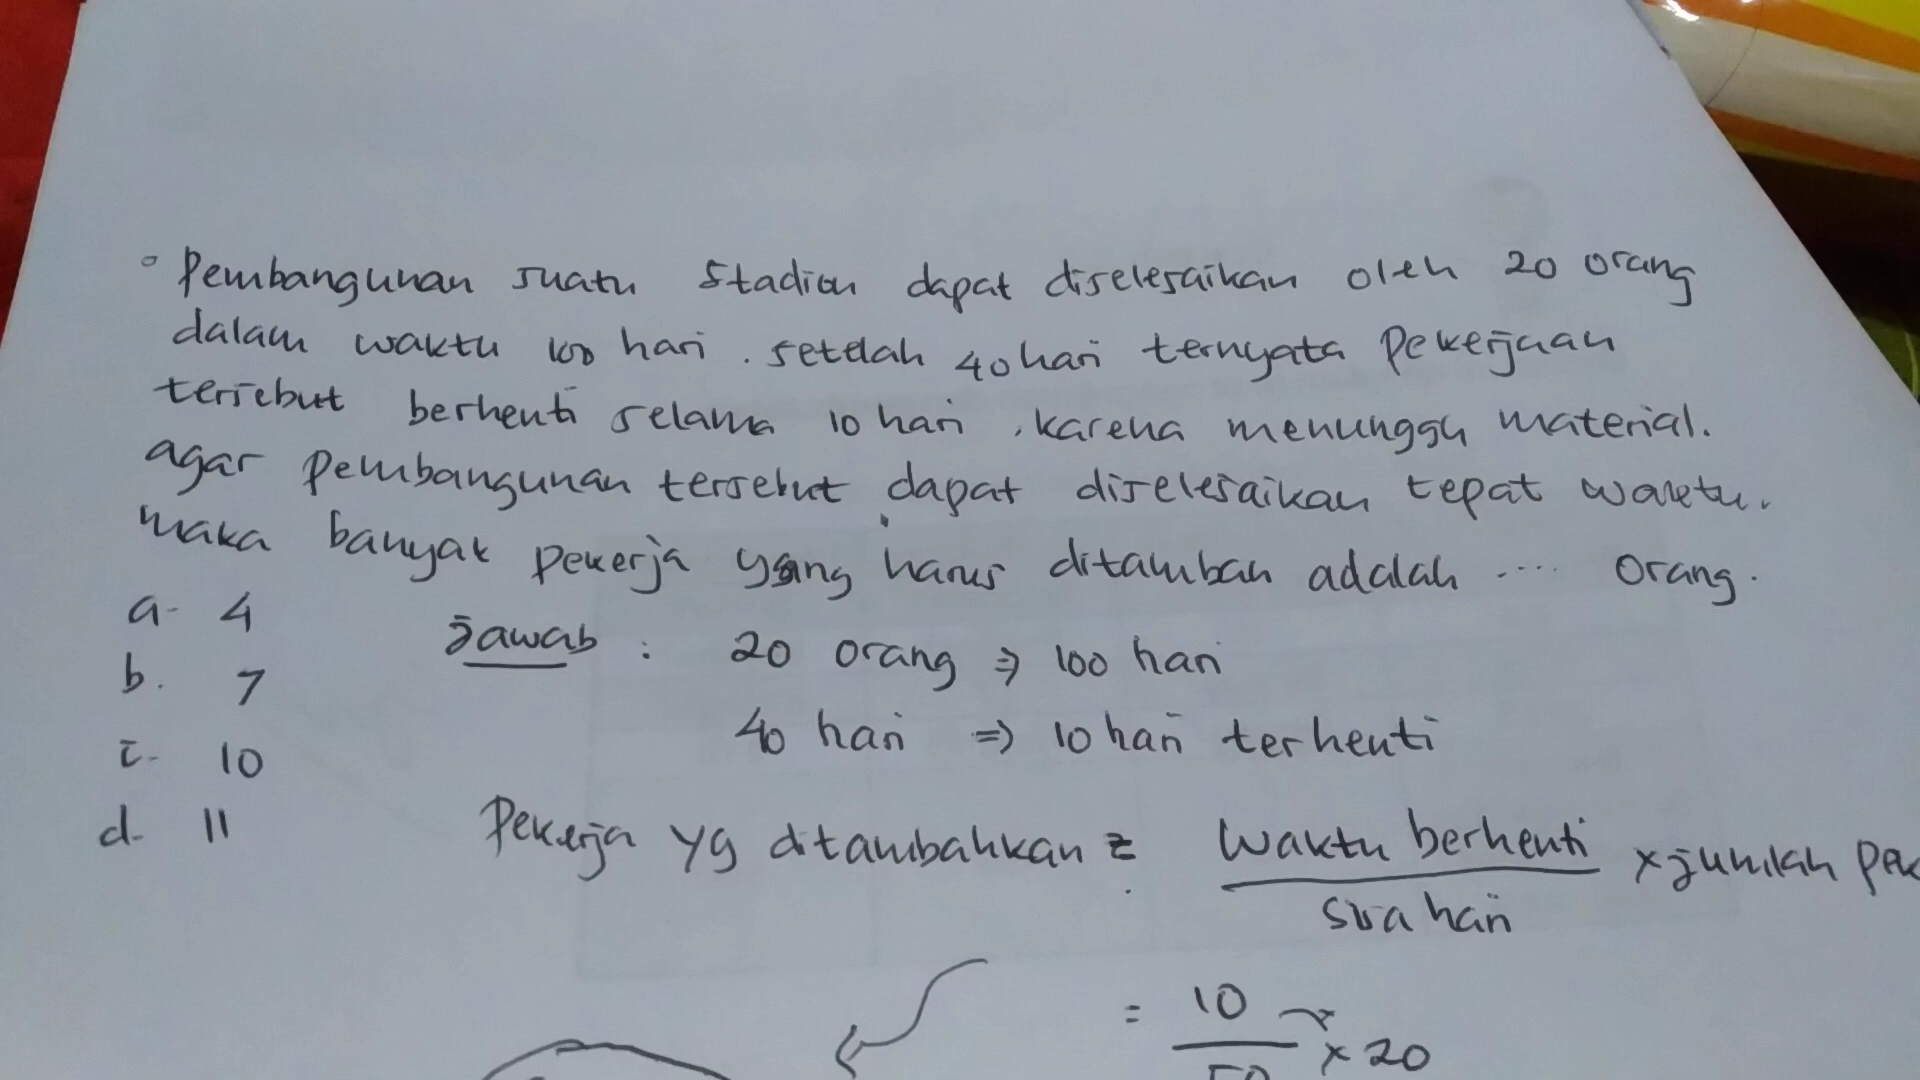 Pembangunan suatu stadion dapat diselesaikan oleh 20 orang
dalam waktu 100 hari. setelah 40 hari ternyata pekerjaan
tersebut berhenti selama 10 hari, karena menunggu material.
agar pembangunan tersebut dapat diselesaikan tepat waktu.
maka banyak pekerja yang harus ditambah adalah .... orang.
a. 4
b. 7
c. 10
d. 11
Jawab : 20 orang ⇒ 100 hari
40 hari ⇒ 10 hari terhenti
Pekerja yg ditambahkan = waktu berhenti × jumlah pek
sisa hari
= 10 × 20
50